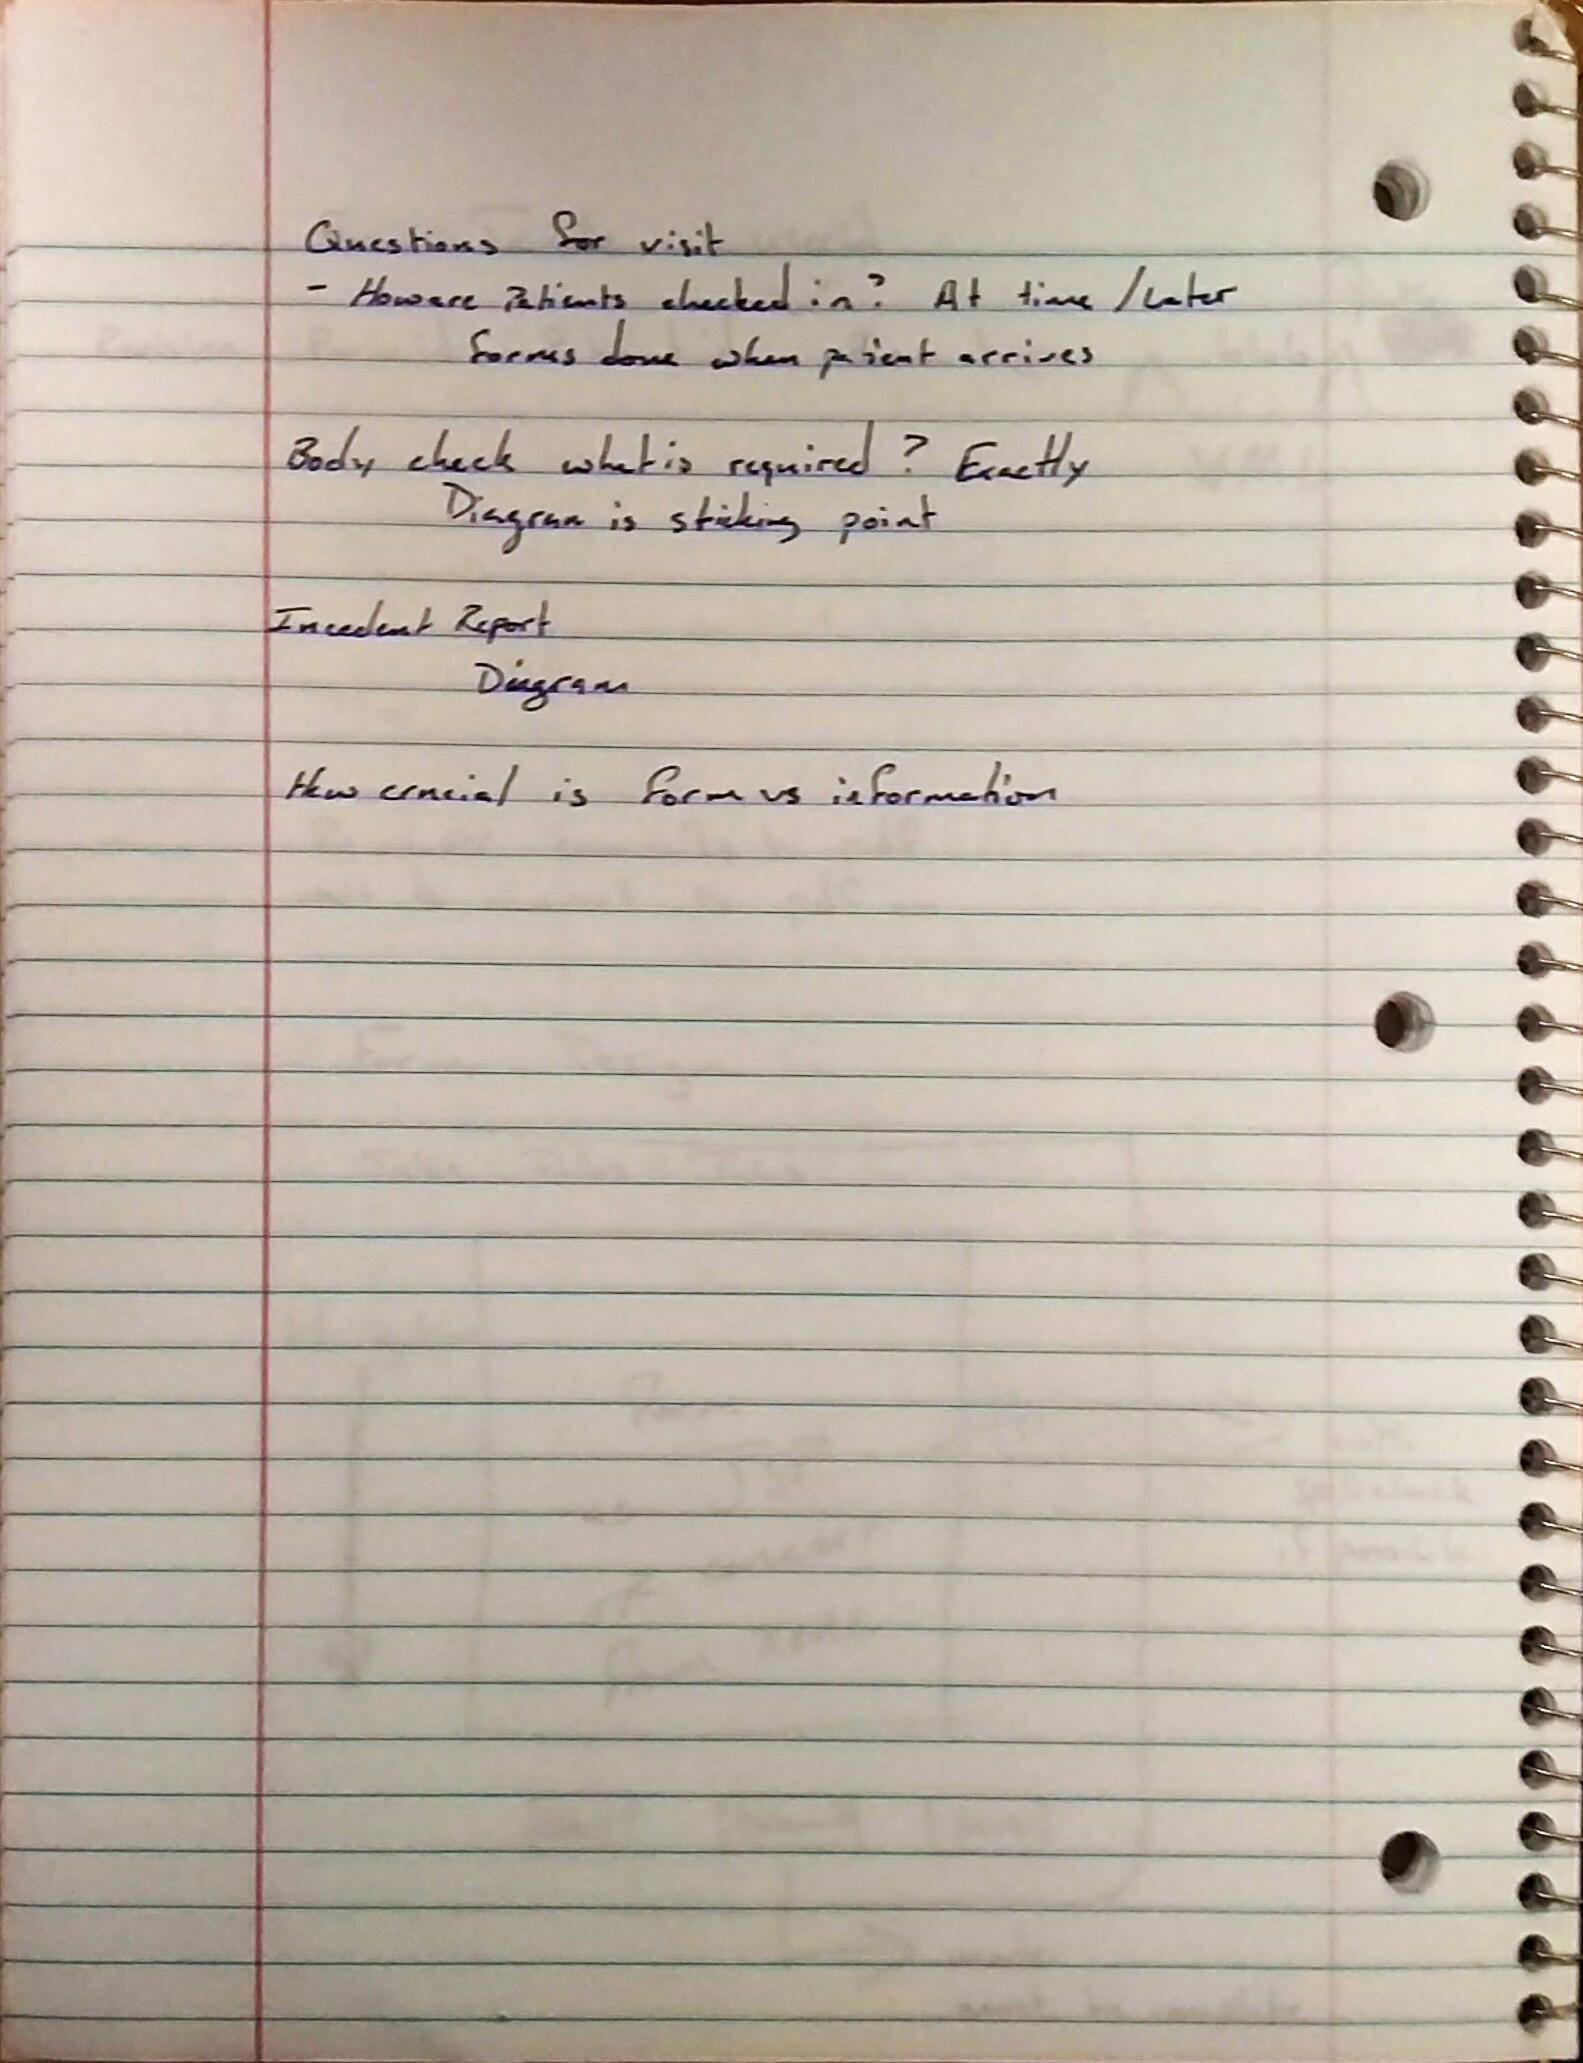 Questions for visit
- How are Patients checked in? At time / Later
forms done when patient arrives
Body check what is required? Exactly
Diagram is sticking point
Incedent Report
Diagram
How crucial is form vs information